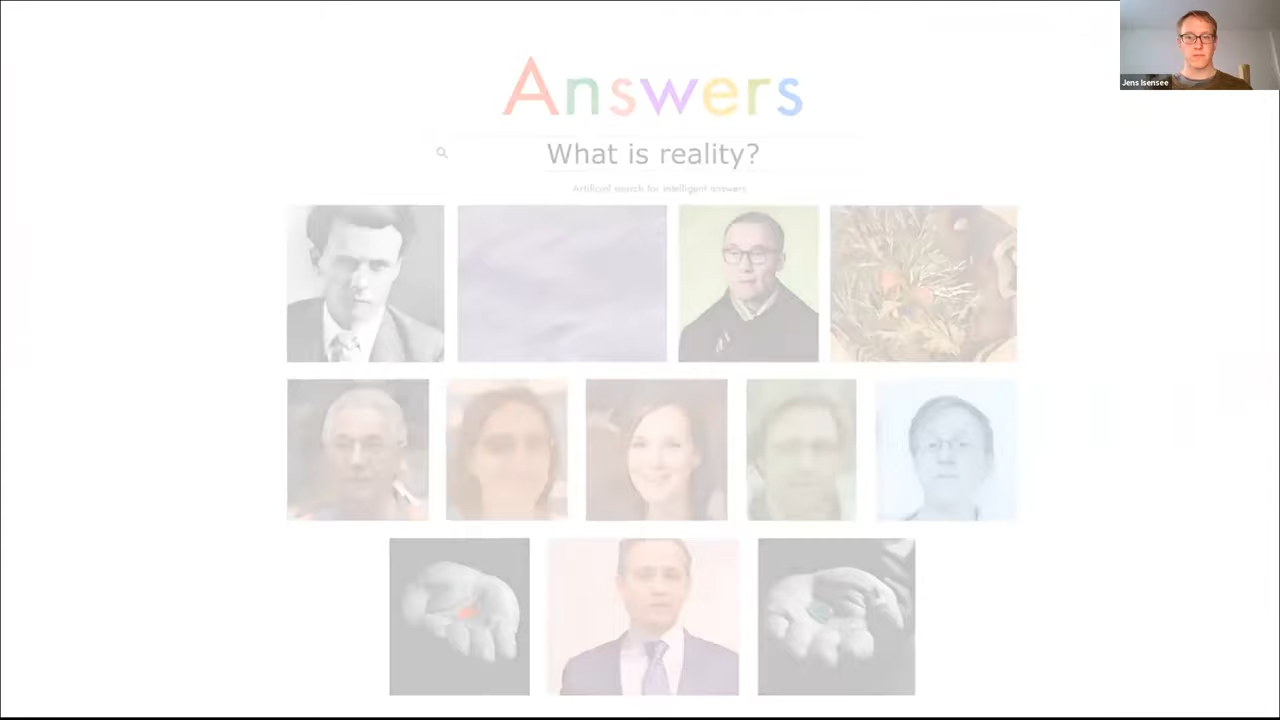 Answers
What is reality?
Artificial search for intelligent answers
Jens Isensee